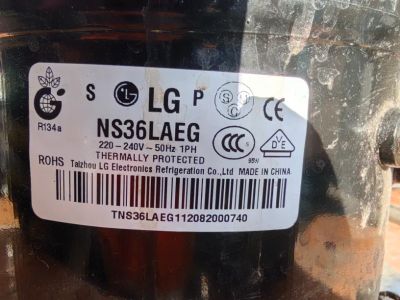 S LG P
R134a
NS36LAEG
220-240V~50Hz 1PH
THERMALLY PROTECTED
ROHS Taizhou LG Electronics Refrigeration Co.,Ltd MADE IN CHINA
TNS36LAEG112082000740